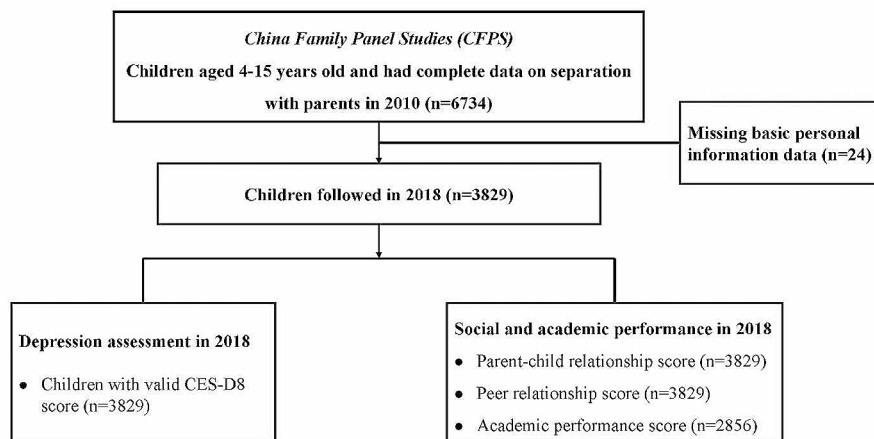 China Family Panel Studies (CFPS)
Children aged 4-15 years old and had complete data on separation
with parents in 2010 (n=6734)
Missing basic personal
information data (n=24)
Children followed in 2018 (n=3829)
Depression assessment in 2018
● Children with valid CES-D8
score (n=3829)
Social and academic performance in 2018
● Parent-child relationship score (n=3829)
● Peer relationship score (n=3829)
● Academic performance score (n=2856)